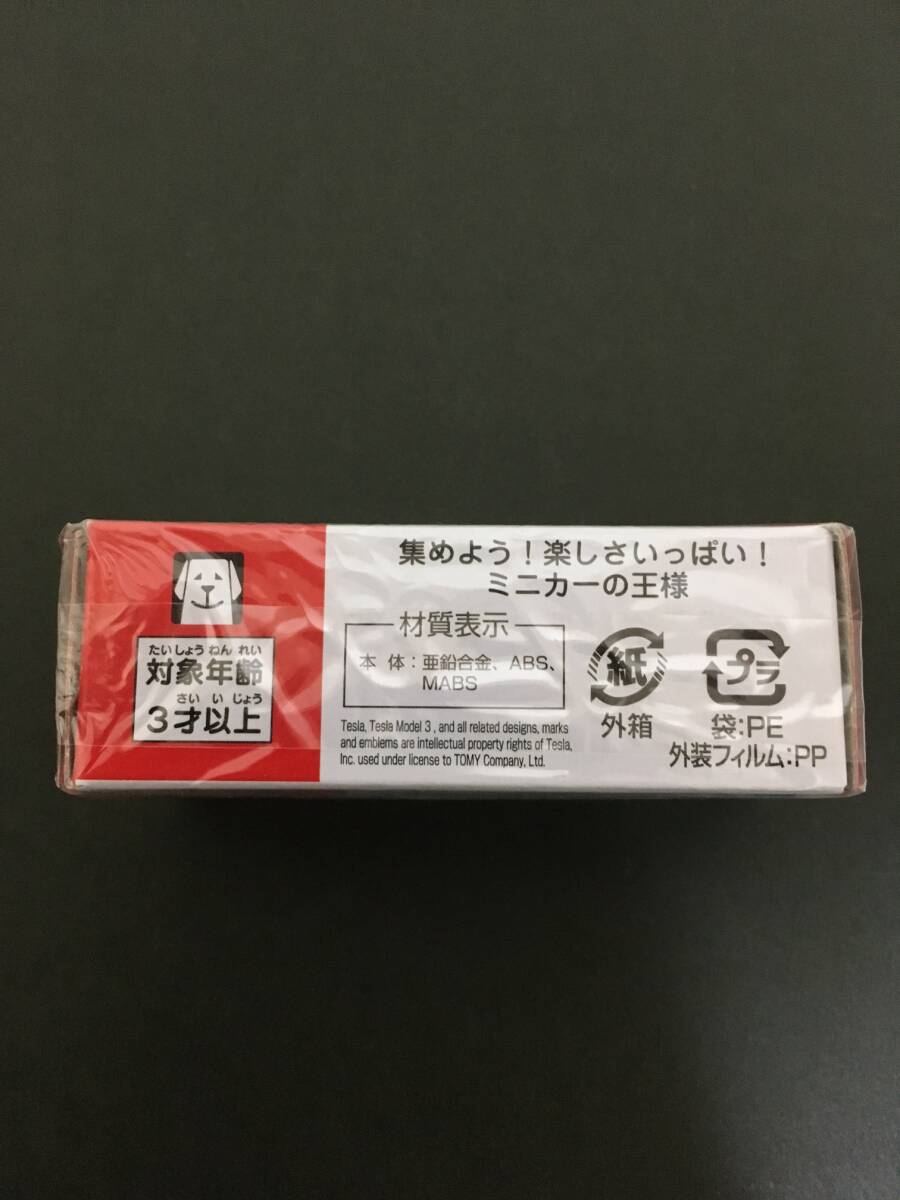 たいしょう ねん れい
対象年齢
さい い じょう
3才以上
集めよう！楽しさいっぱい！
ミニカーの王様
材質表示
本 体：亜鉛合金、ABS、
MABS
Tesla, Tesla Model 3 , and all related designs, marks
and emblems are intellectual property rights of Tesla,
Inc. used under license to TOMY Company, Ltd.
紙
外箱
プラ
袋：PE
外装フィルム：PP